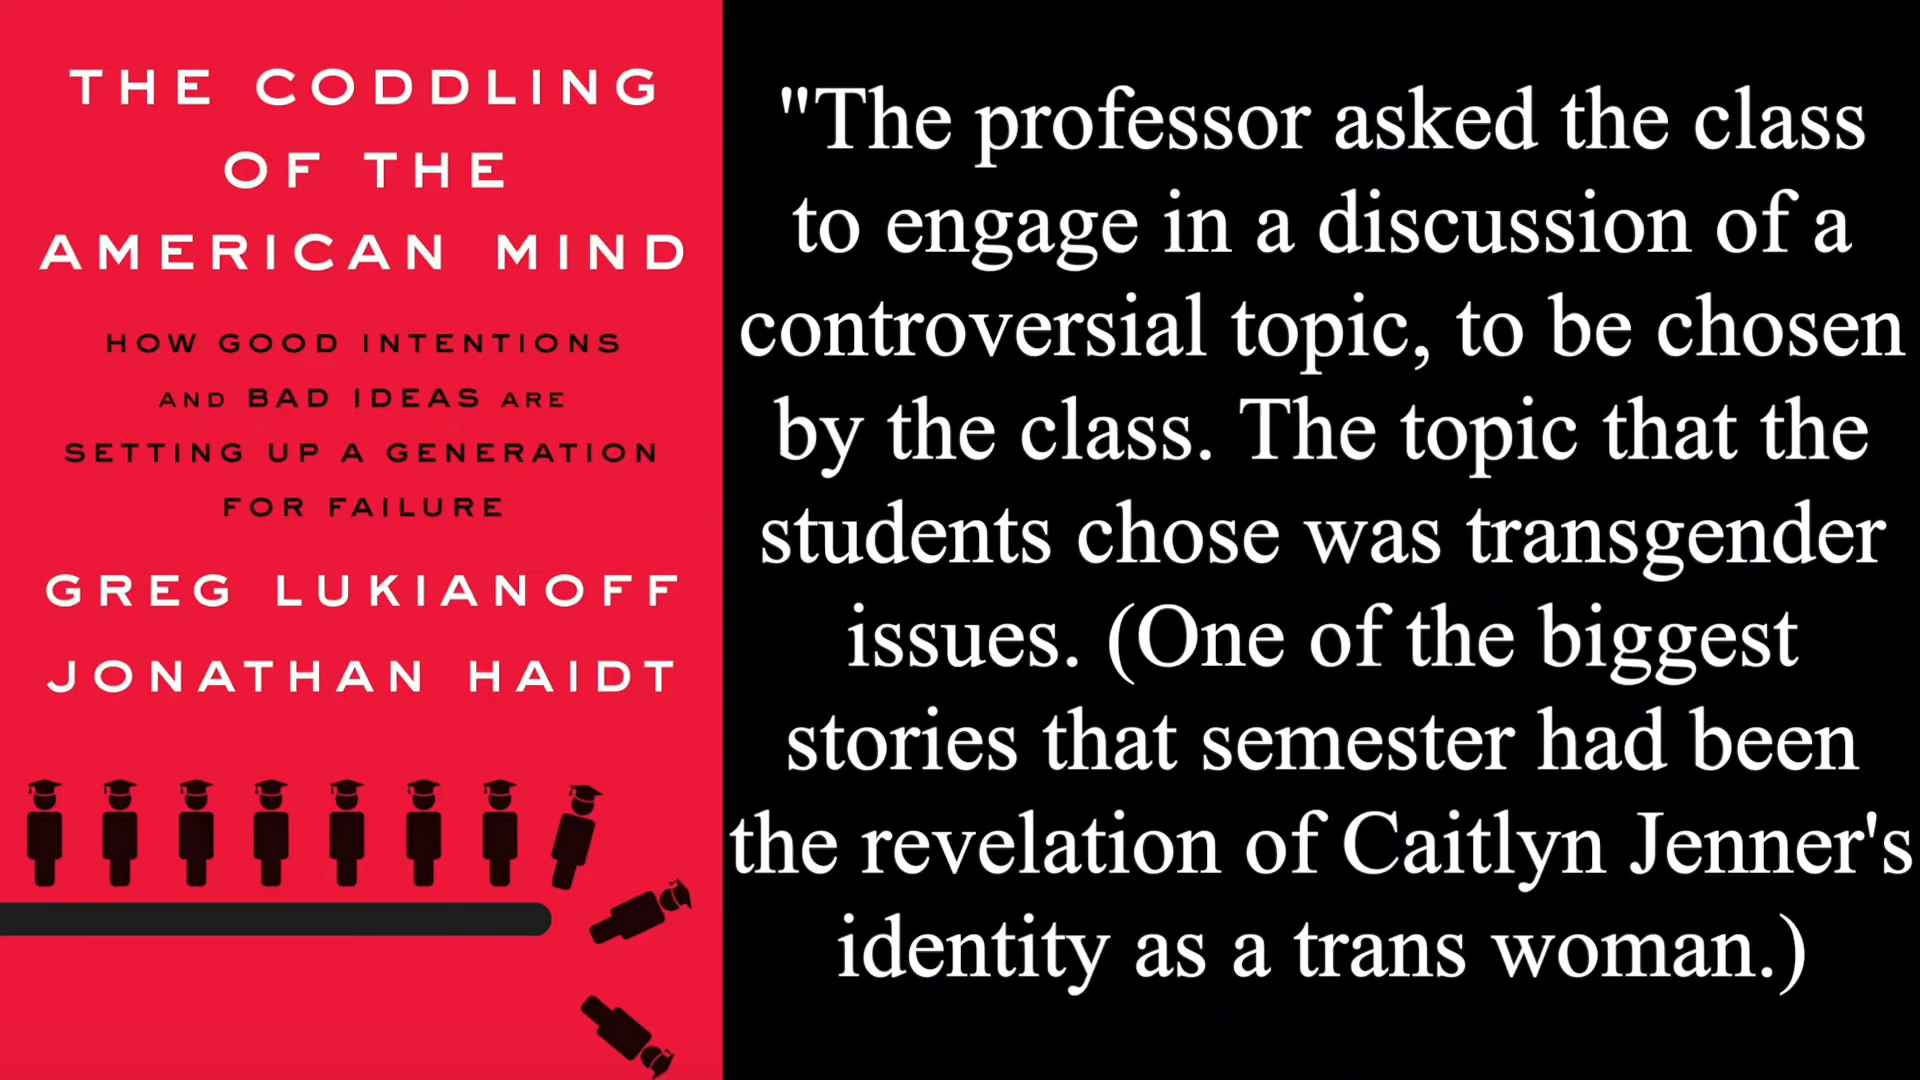 THE CODDLING
OF THE
AMERICAN MIND
HOW GOOD INTENTIONS
AND BAD IDEAS ARE
SETTING UP A GENERATION
FOR FAILURE
GREG LUKIANOFF
JONATHAN HAIDT
"The professor asked the class
to engage in a discussion of a
controversial topic, to be chosen
by the class. The topic that the
students chose was transgender
issues. (One of the biggest
stories that semester had been
the revelation of Caitlyn Jenner's
identity as a trans woman.)